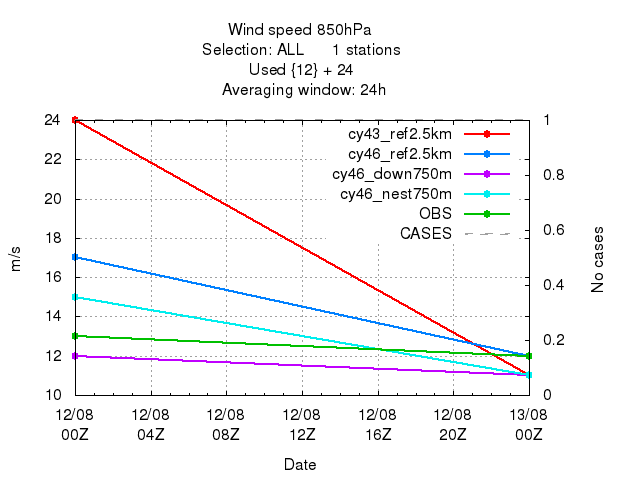 Wind speed 850hPa
Selection: ALL 1 stations
Used {12} + 24
Averaging window: 24h
24 1
cy43_ref2.5km
cy46_ref2.5km
22
cy46_down750m 0.8
cy46_nest750m
20
OBS
CASES 0.6
18
m/s
No cases
16 0.4
14
0.2
12
10 0
12/08 12/08 12/08 12/08 12/08 12/08 13/08
00Z 04Z 08Z 12Z 16Z 20Z 00Z
Date